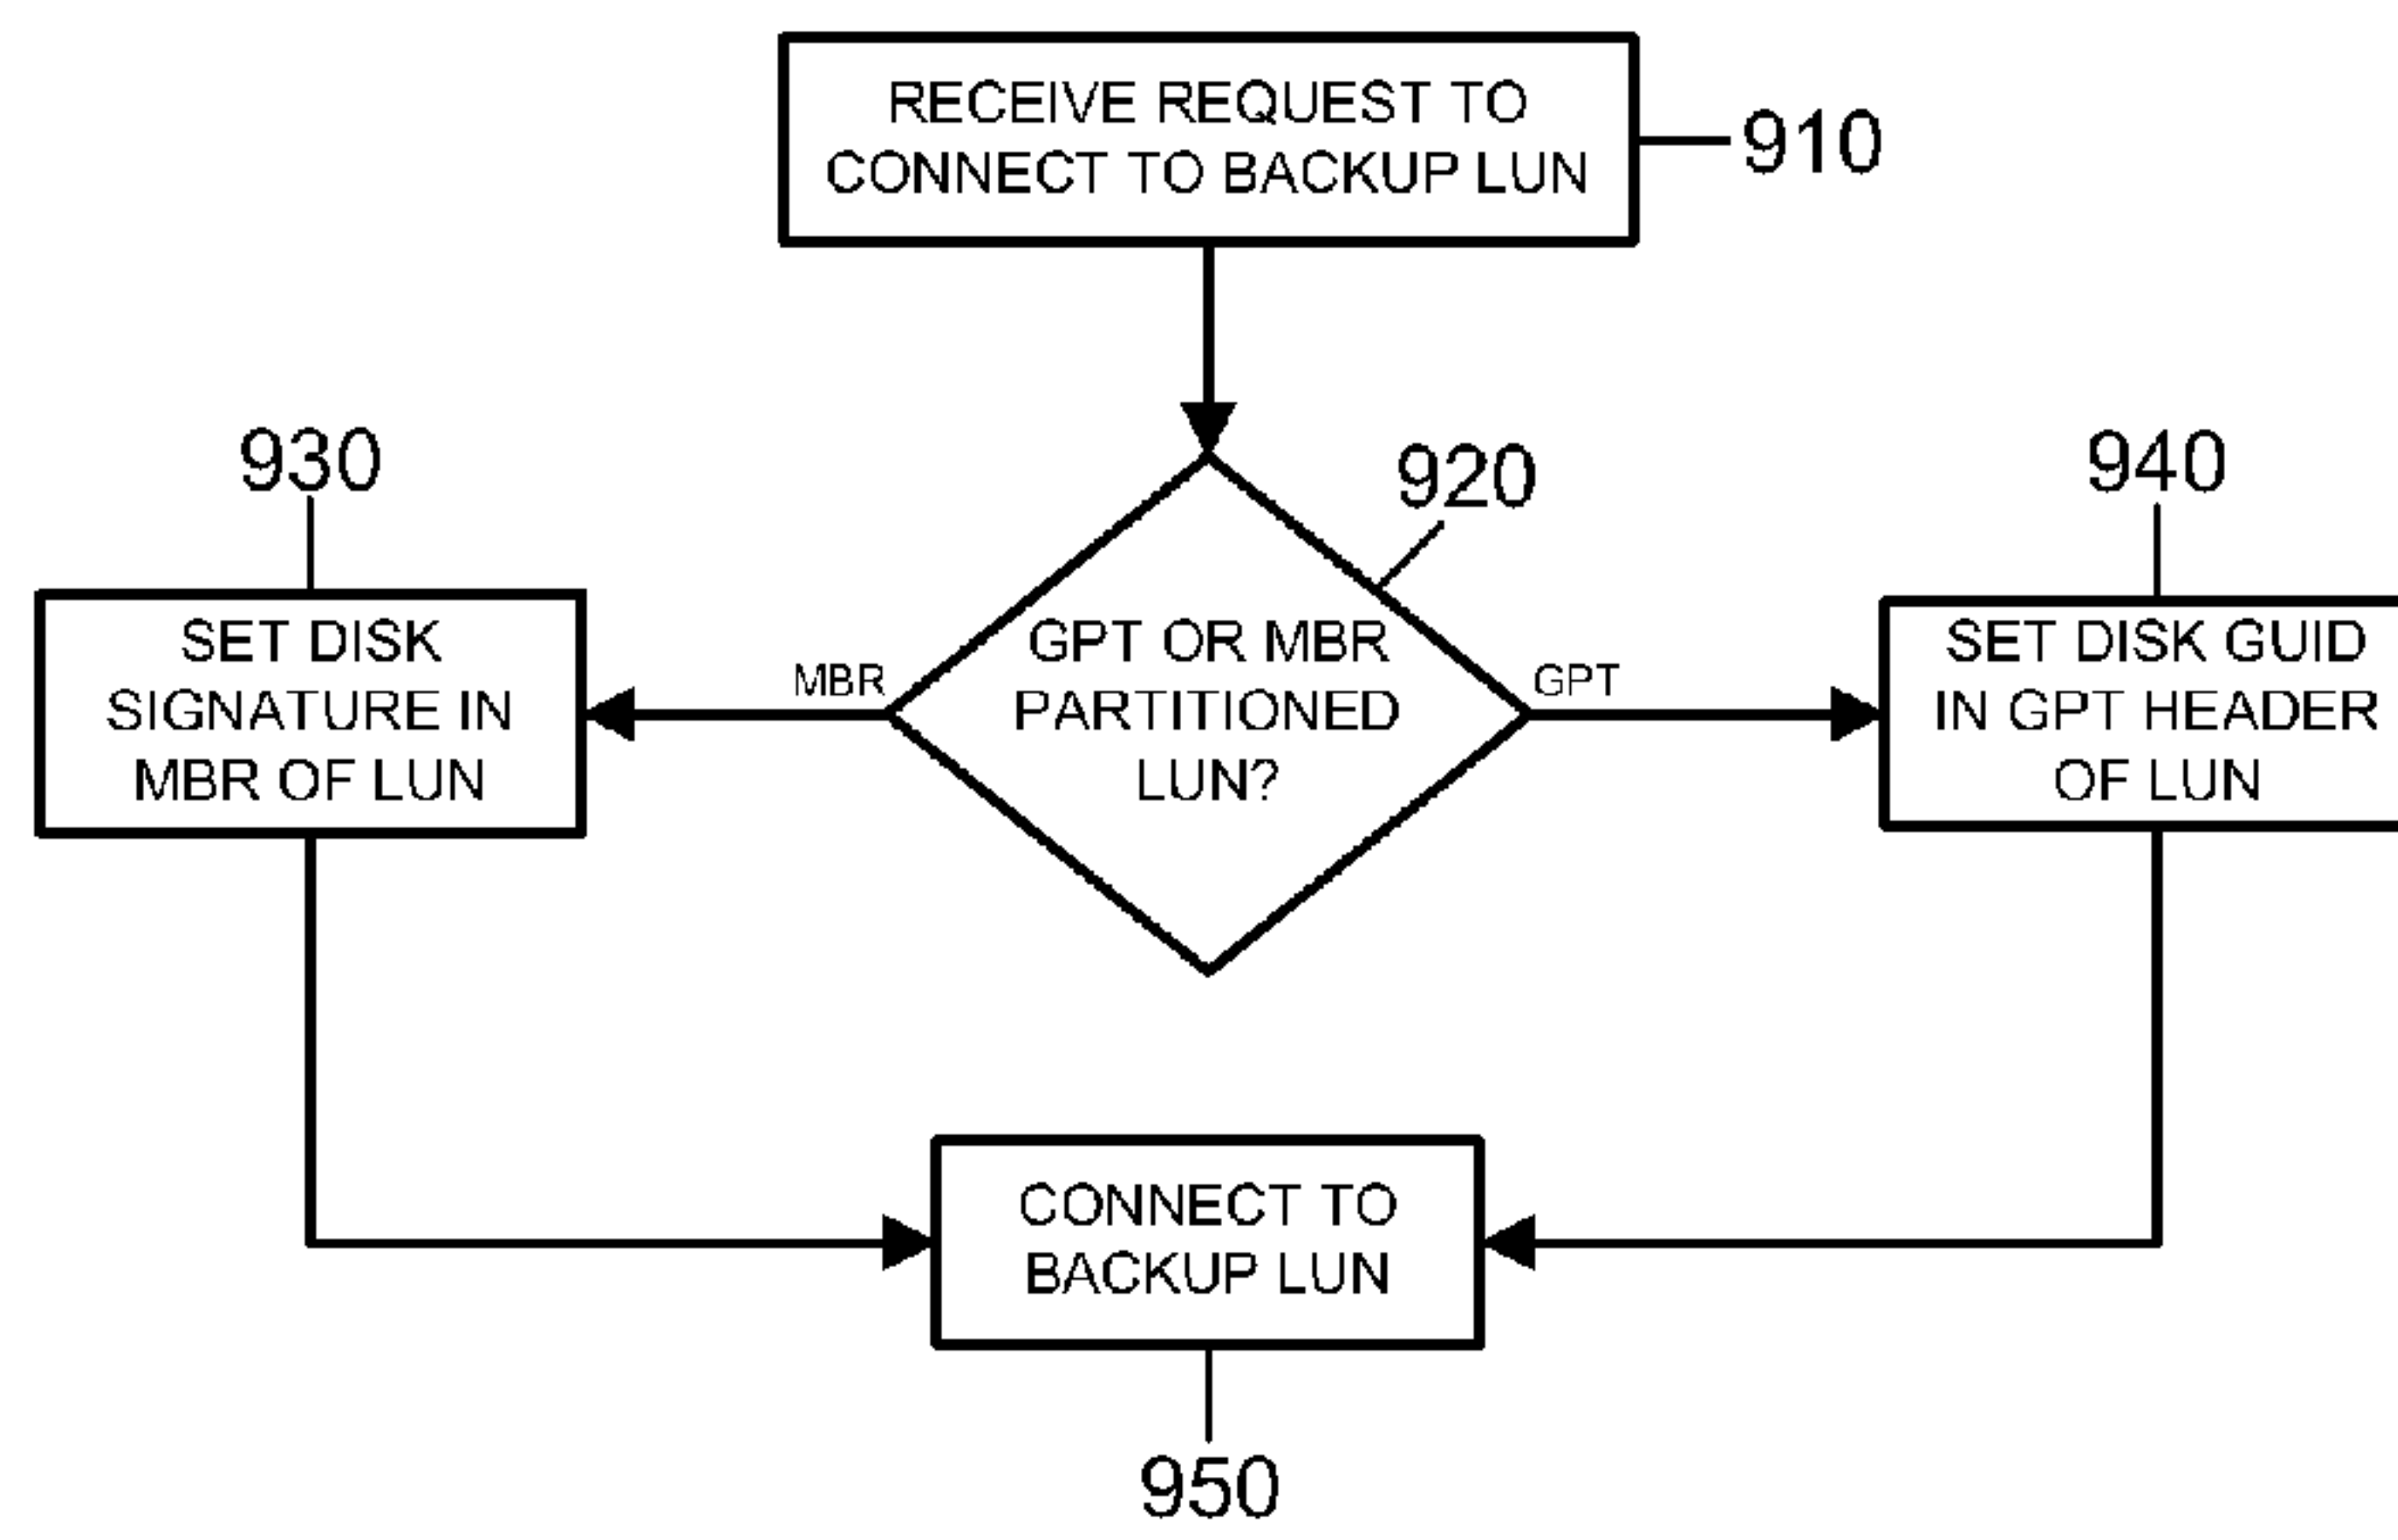 RECEIVE REQUEST TO
CONNECT TO BACKUP LUN
910
930
920
940
SET DISK
SIGNATURE IN
MBR OF LUN
MBR
GPT OR MBR
PARTITIONED
LUN?
GPT
SET DISK GUID
IN GPT HEADER
OF LUN
CONNECT TO
BACKUP LUN
950